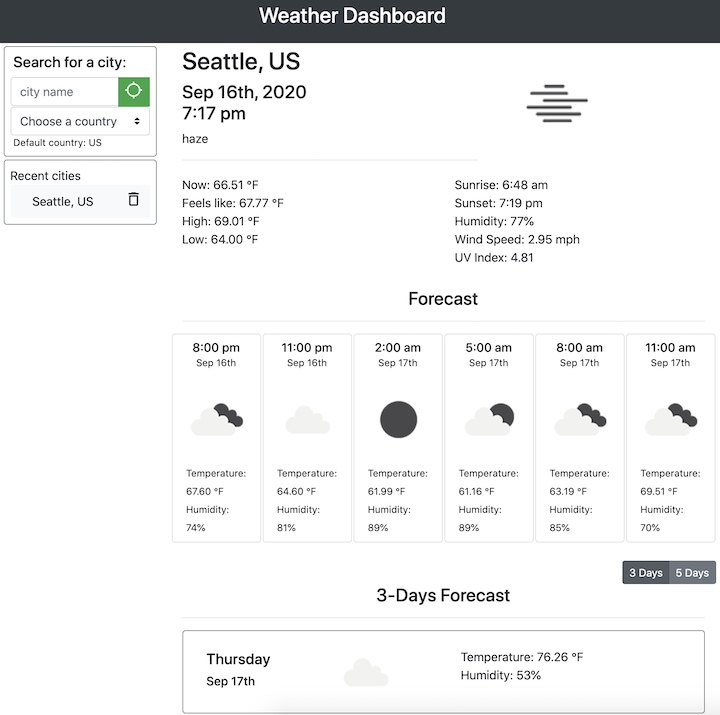 Weather Dashboard
Search for a city:
city name
Choose a country
Default country: US
Recent cities
Seattle, US
Seattle, US
Sep 16th, 2020
7:17 pm
haze
Now: 66.51 °F
Feels like: 67.77 °F
High: 69.01 °F
Low: 64.00 °F
Sunrise: 6:48 am
Sunset: 7:19 pm
Humidity: 77%
Wind Speed: 2.95 mph
UV Index: 4.81
Forecast
8:00 pm
Sep 16th
Temperature:
67.60 °F
Humidity:
74%
11:00 pm
Sep 16th
Temperature:
64.60 °F
Humidity:
81%
2:00 am
Sep 17th
Temperature:
61.99 °F
Humidity:
89%
5:00 am
Sep 17th
Temperature:
61.16 °F
Humidity:
89%
8:00 am
Sep 17th
Temperature:
63.19 °F
Humidity:
85%
11:00 am
Sep 17th
Temperature:
69.51 °F
Humidity:
70%
3 Days
5 Days
3-Days Forecast
Thursday
Sep 17th
Temperature: 76.26 °F
Humidity: 53%